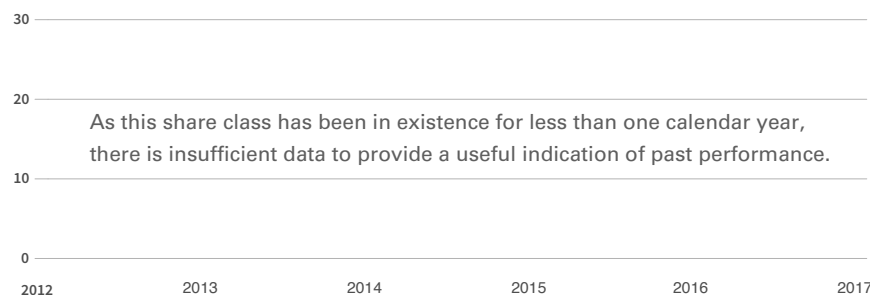 30
20
As this share class has been in existence for less than one calendar year,
there is insufficient data to provide a useful indication of past performance.
10
0
2012 2013 2014 2015 2016 2017